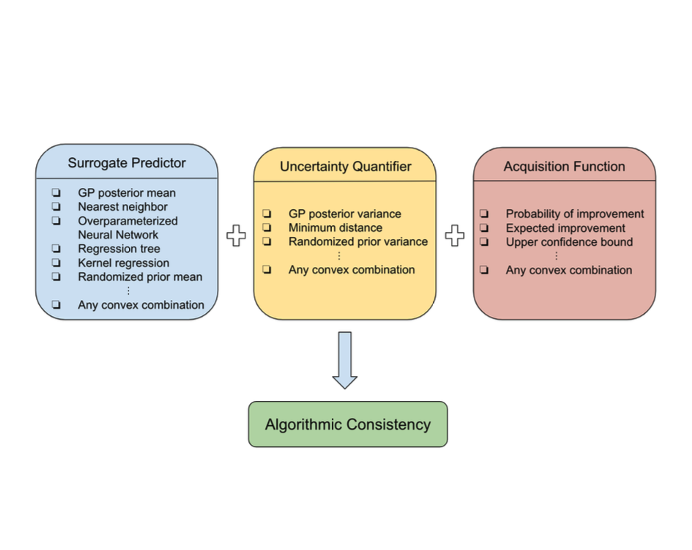 Surrogate Predictor
❏ GP posterior mean
❏ Nearest neighbor
❏ Overparameterized
Neural Network
❏ Regression tree
❏ Kernel regression
❏ Randomized prior mean
⋮
❏ Any convex combination
Uncertainty Quantifier
❏ GP posterior variance
❏ Minimum distance
❏ Randomized prior variance
⋮
❏ Any convex combination
Acquisition Function
❏ Probability of improvement
❏ Expected improvement
❏ Upper confidence bound
⋮
❏ Any convex combination
Algorithmic Consistency